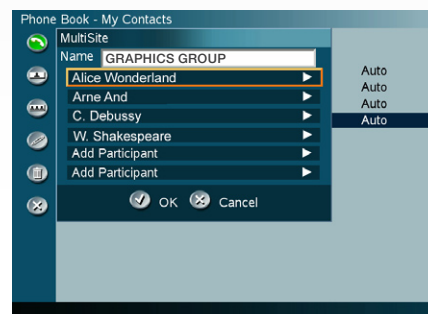 Phone Book - My Contacts
MultiSite
Name GRAPHICS GROUP
Alice Wonderland
Auto
Arne And
Auto
C. Debussy
Auto
W. Shakespeare
Auto
Add Participant
Add Participant
OK Cancel